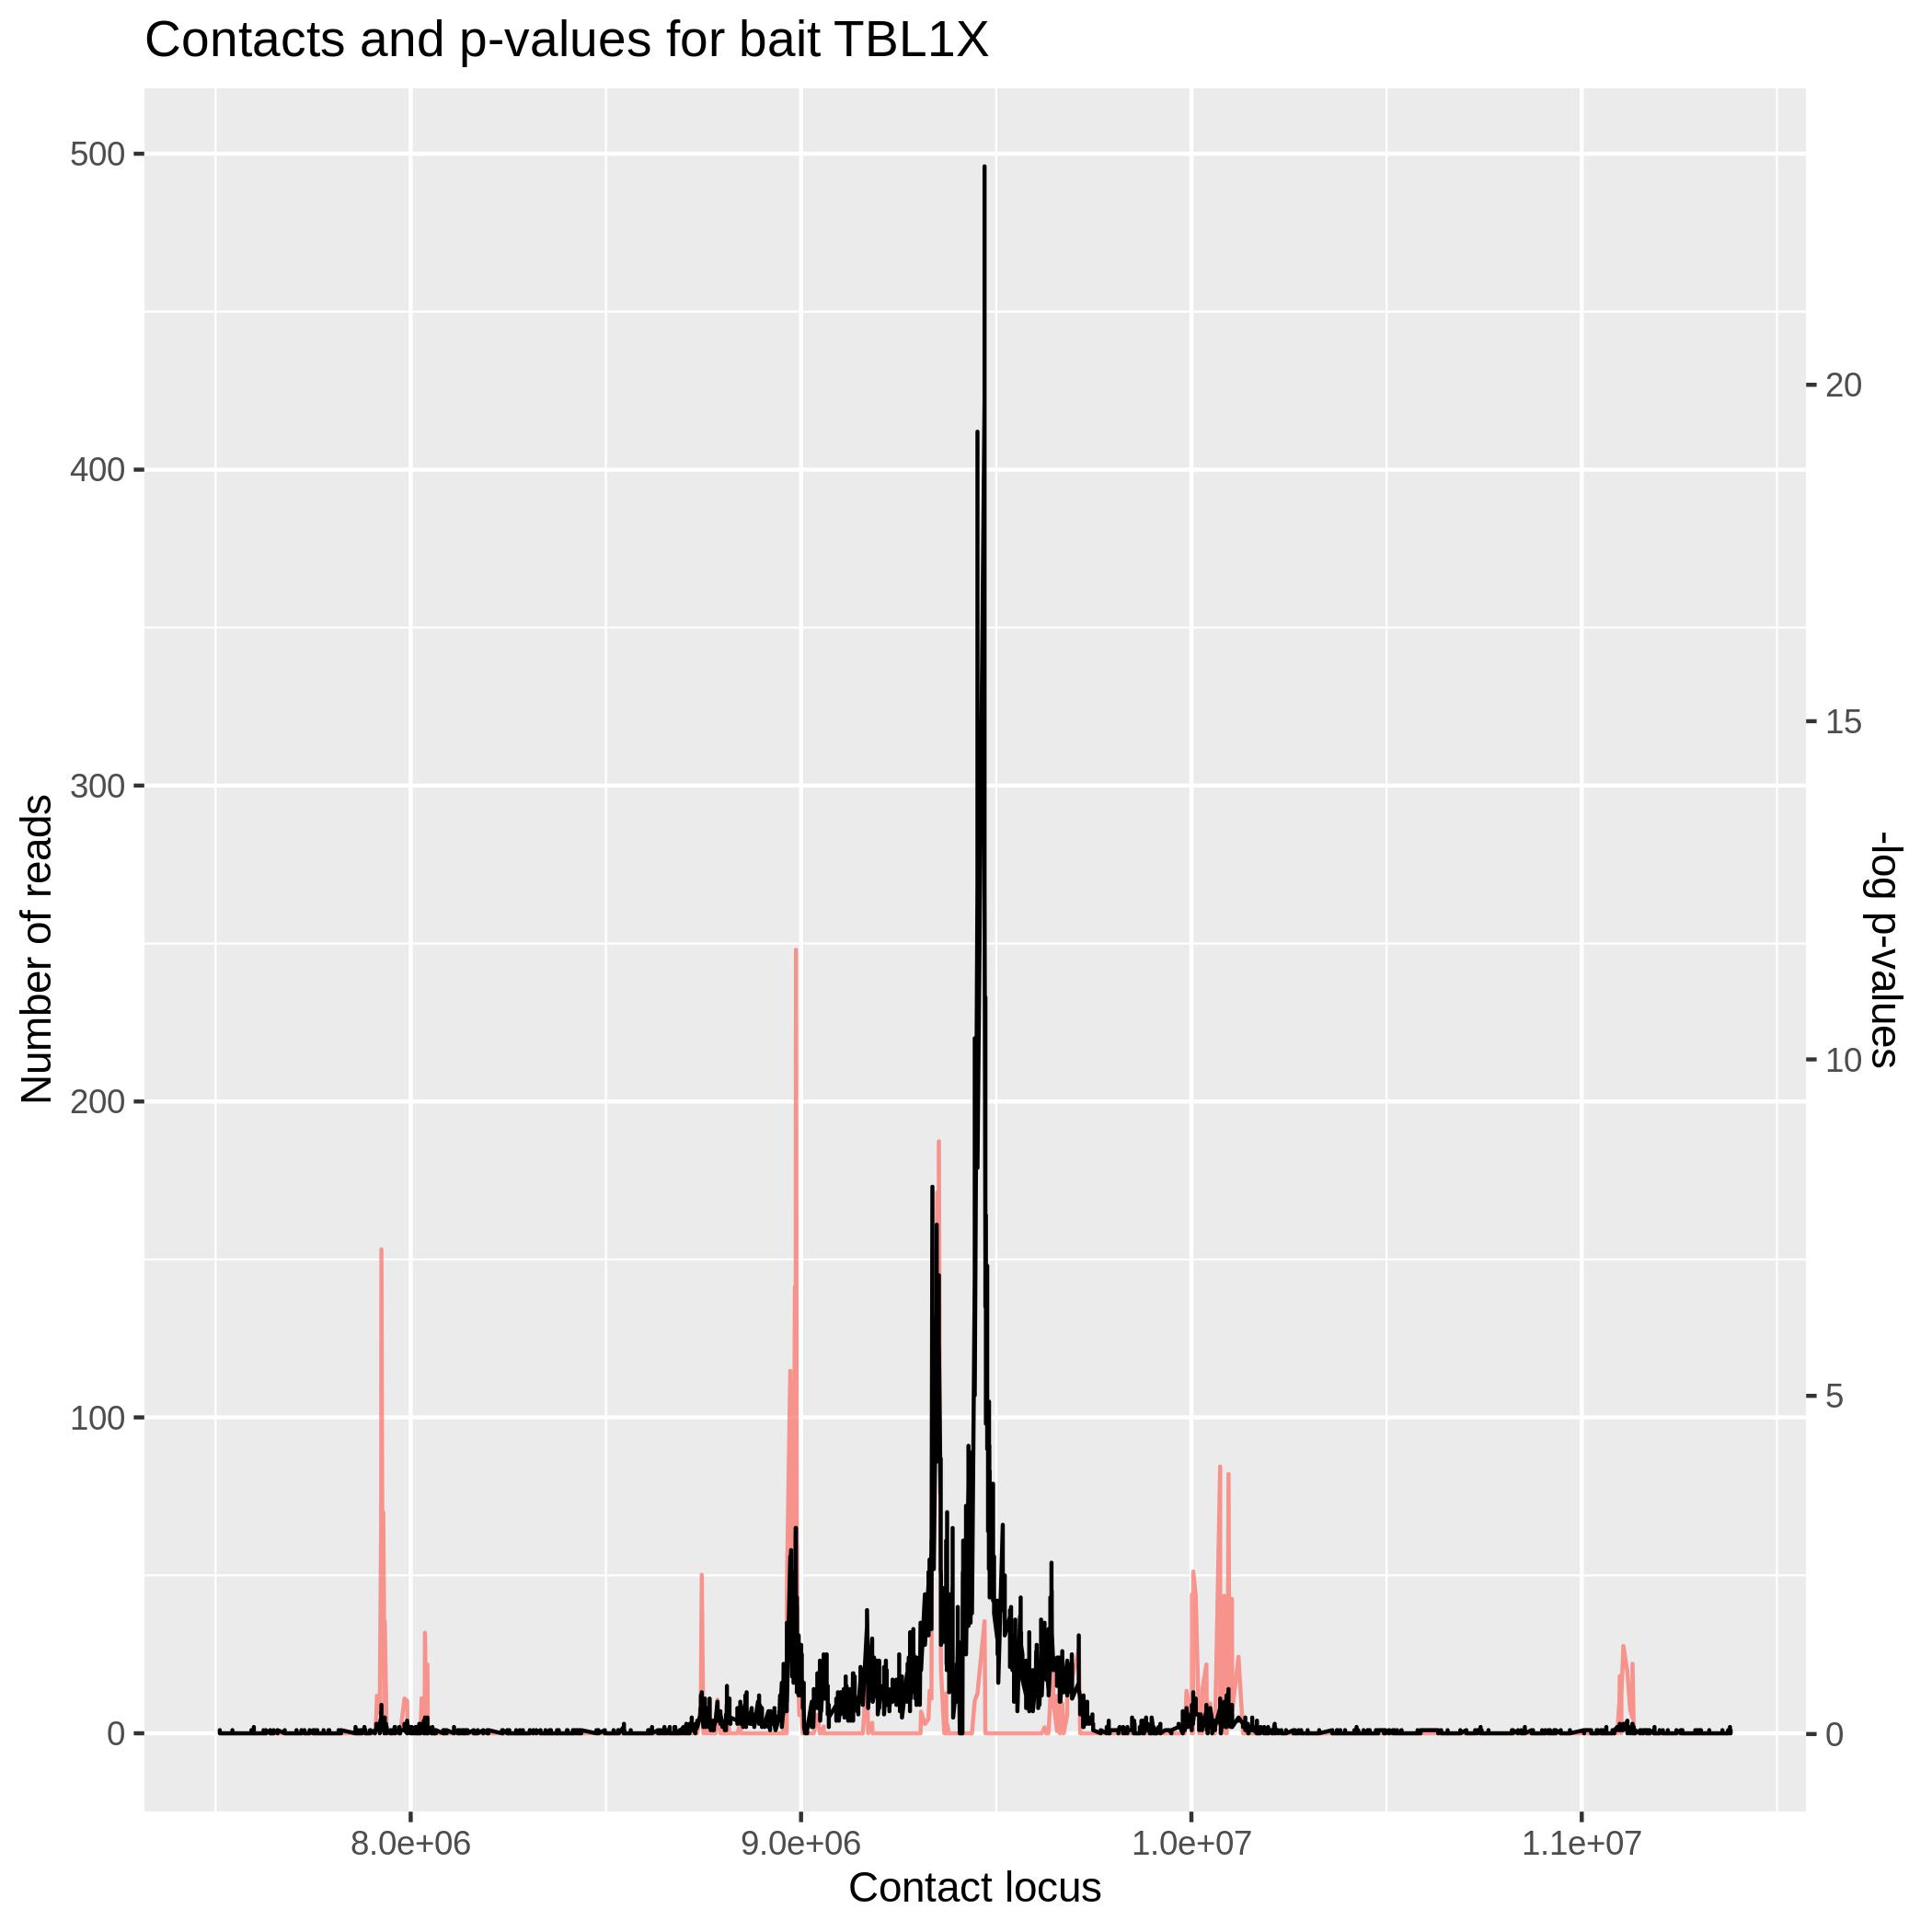 Contacts and p-values for bait TBL1X
500
400
300
200
100
0
Number of reads
20
15
10
5
0
-log p-values
8.0e+06
9.0e+06
1.0e+07
1.1e+07
Contact locus